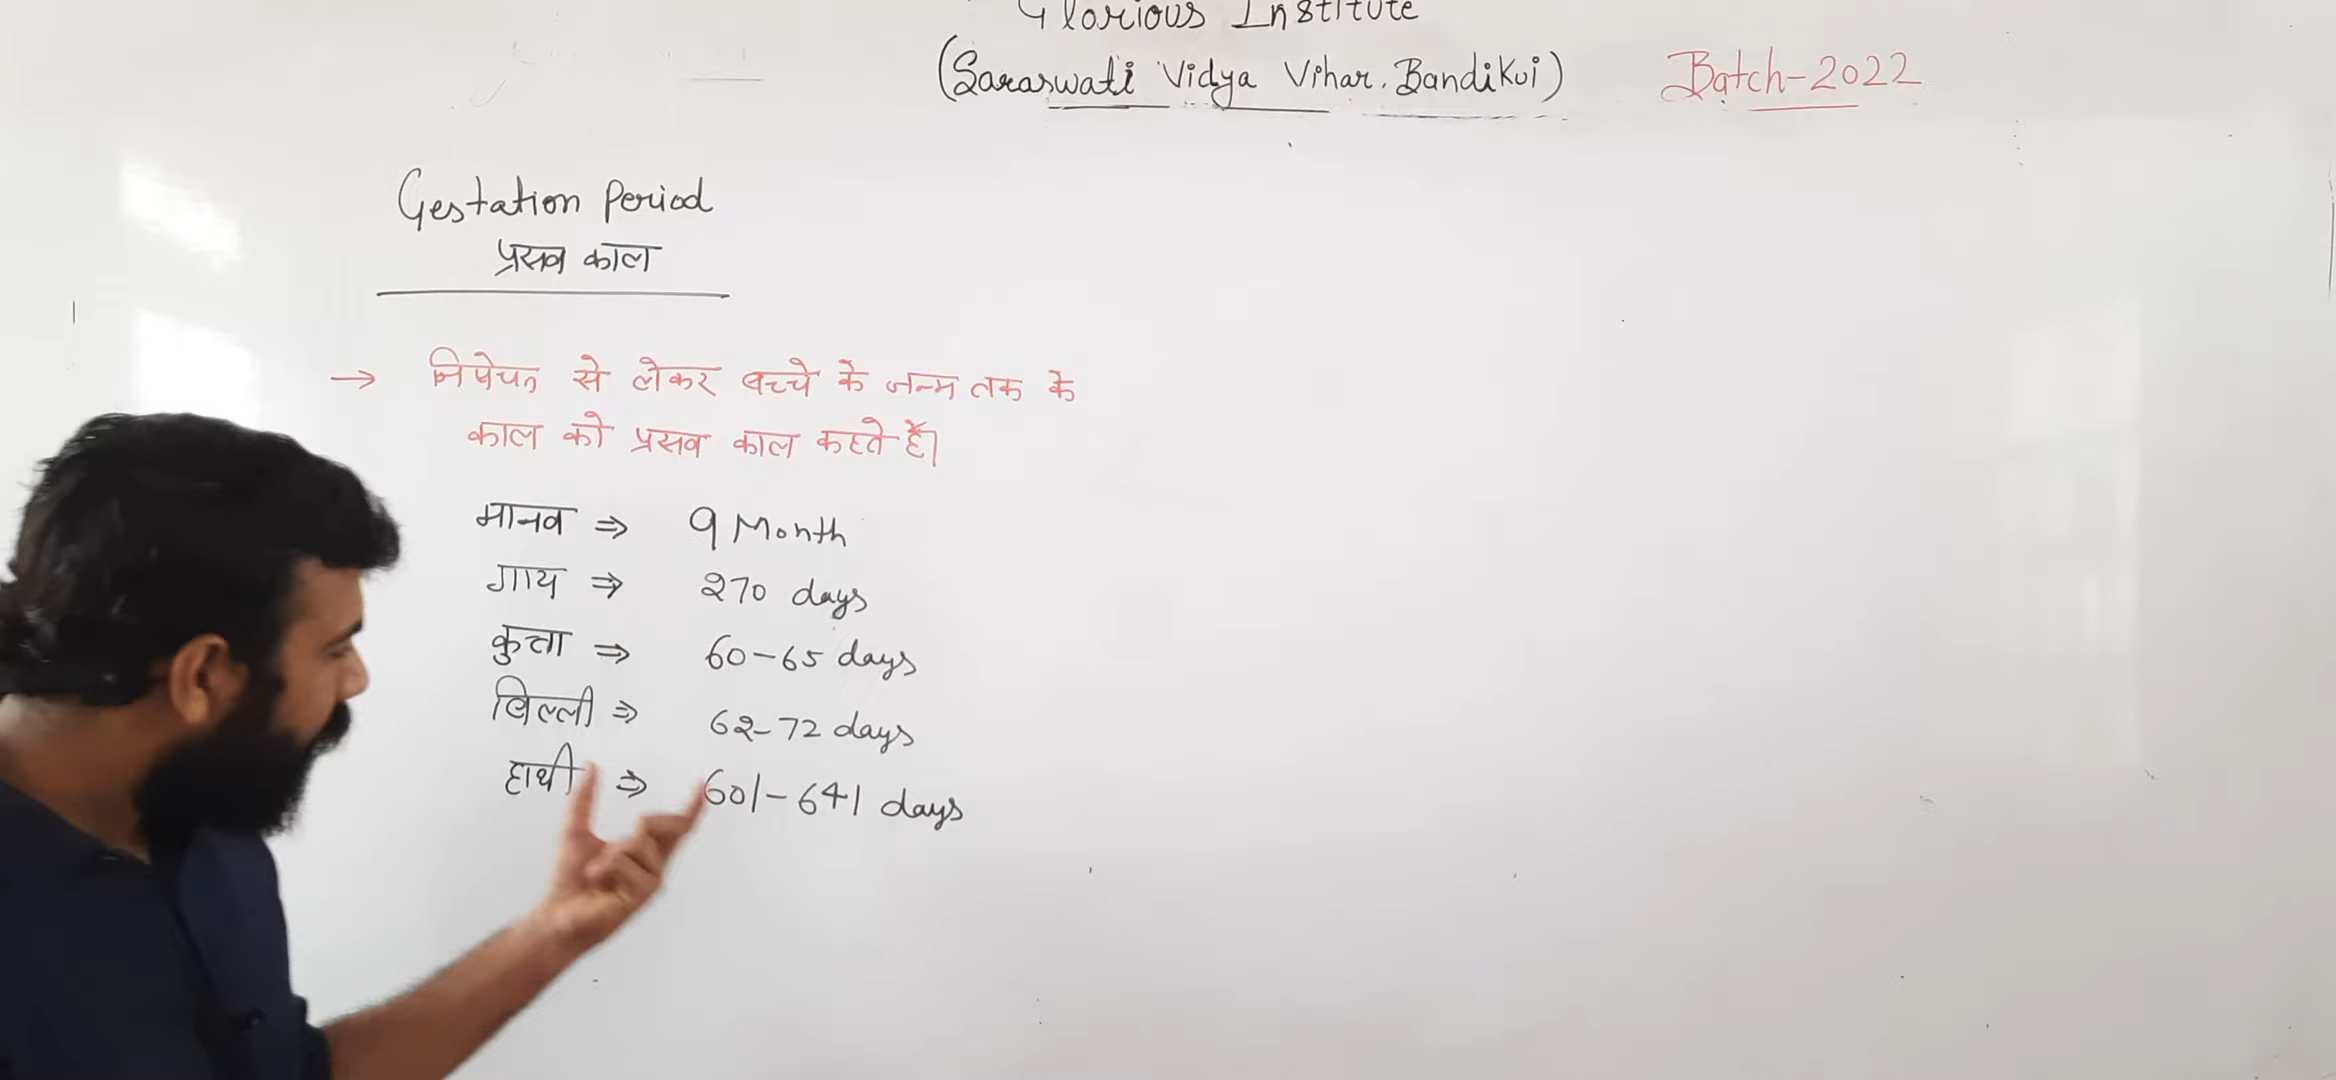 Glorious Institute
(Saraswati Vidya Vihar, Bandikui) Batch-2022
Gestation Period
प्रसव काल
→ निषेचन से लेकर बच्चे के जन्म तक के
काल को प्रसव काल कहते हैं।
मानव ⇒ 9 Month
गाय ⇒ 270 days
कुत्ता ⇒ 60-65 days
बिल्ली ⇒ 62-72 days
हाथी ⇒ 601-641 days